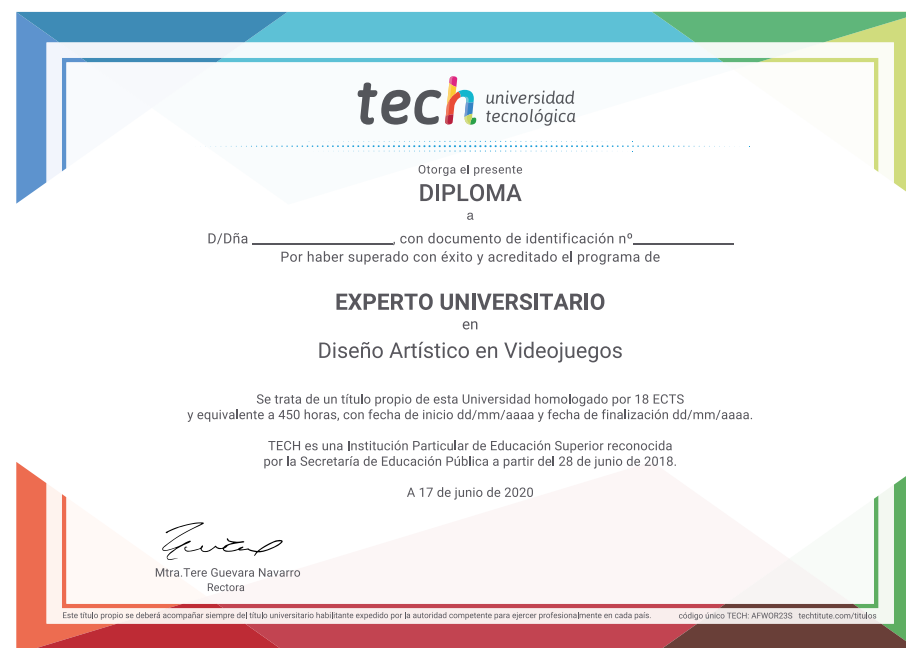 tech universidad
tecnológica
Otorga el presente
DIPLOMA
a
D/Dña ____________, con documento de identificación nº____________
Por haber superado con éxito y acreditado el programa de
EXPERTO UNIVERSITARIO
en
Diseño Artístico en Videojuegos
Se trata de un título propio de esta Universidad homologado por 18 ECTS
y equivalente a 450 horas, con fecha de inicio dd/mm/aaaa y fecha de finalización dd/mm/aaaa.
TECH es una Institución Particular de Educación Superior reconocida
por la Secretaría de Educación Pública a partir del 28 de junio de 2018.
A 17 de junio de 2020
Mtra.Tere Guevara Navarro
Rectora
Este título propio se deberá acompañar siempre del título universitario habilitante expedido por la autoridad competente para ejercer profesionalmente en cada país. código único TECH: AFWOR23S techtitute.com/titulos